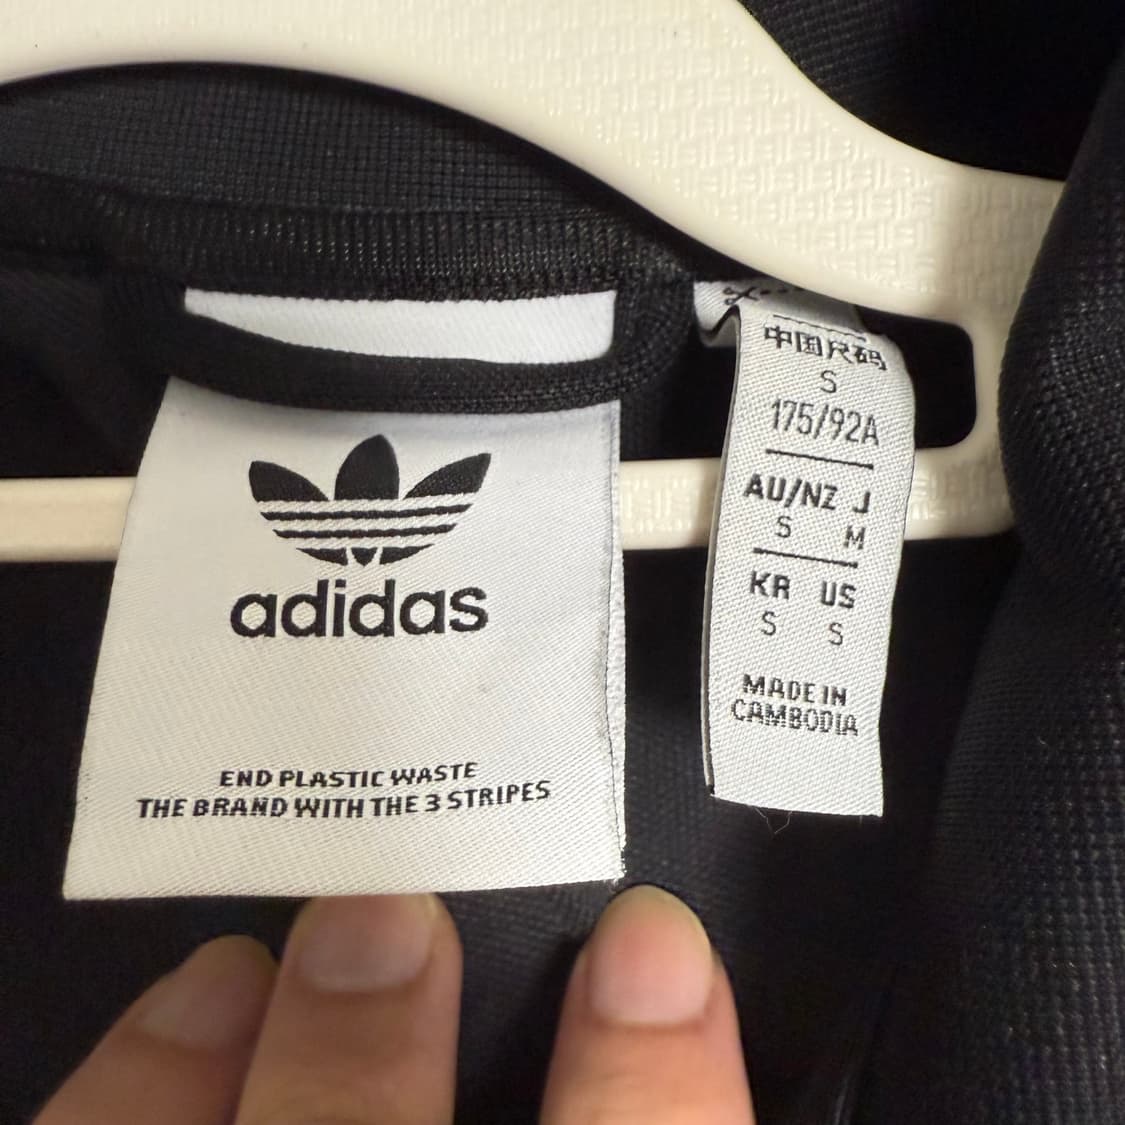 adidas
END PLASTIC WASTE
THE BRAND WITH THE 3 STRIPES
中国尺码
S
175/92A
AU/NZ J
S M
KR US
S S
MADE IN
CAMBODIA